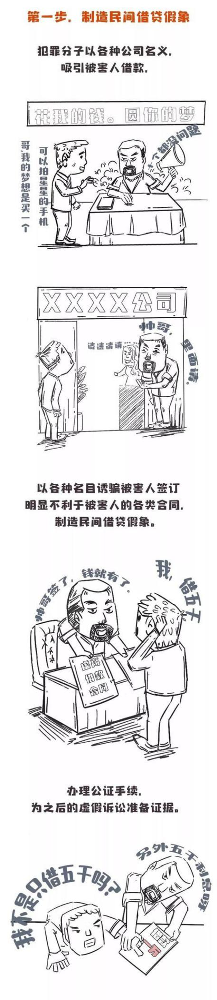 第一步，制造民间借贷假象
犯罪分子以各种公司名义，
吸引被害人借款，
花我的钱。圆你的梦
十个都没问题
哥，我的梦想是买一个
可以拍星星的手机
XXXX公司
帅哥，里面请。
请请请请……
以各种名目诱骗被害人签订
明显不利于被害人的各类合同，
制造民间借贷假象。
帅哥签了，钱就有了。
我，借五千
虚高
借款
合同
办理公证手续，
为之后的虚假诉讼准备证据。
另外五千利息呀
我不是只借五千吗？
一万